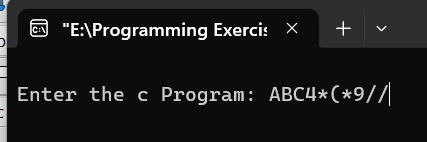 "E:\Programming Exercis
Enter the c Program: ABC4*(*9//